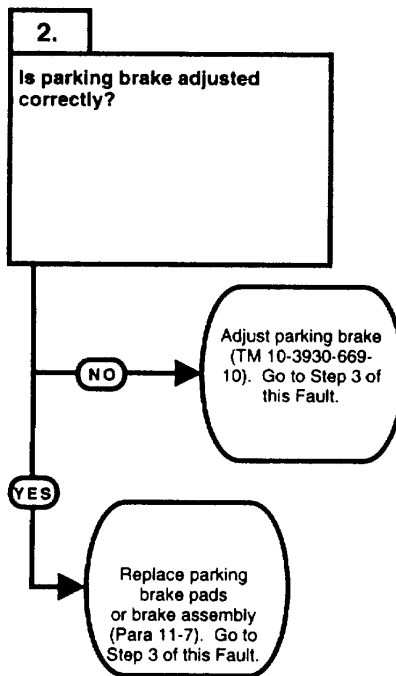 2.
Is parking brake adjusted
correctly?
Adjust parking brake
(TM 10-3930-669-
10). Go to Step 3 of
this Fault.
NO
YES
Replace parking
brake pads
or brake assembly
(Para 11-7). Go to
Step 3 of this Fault.